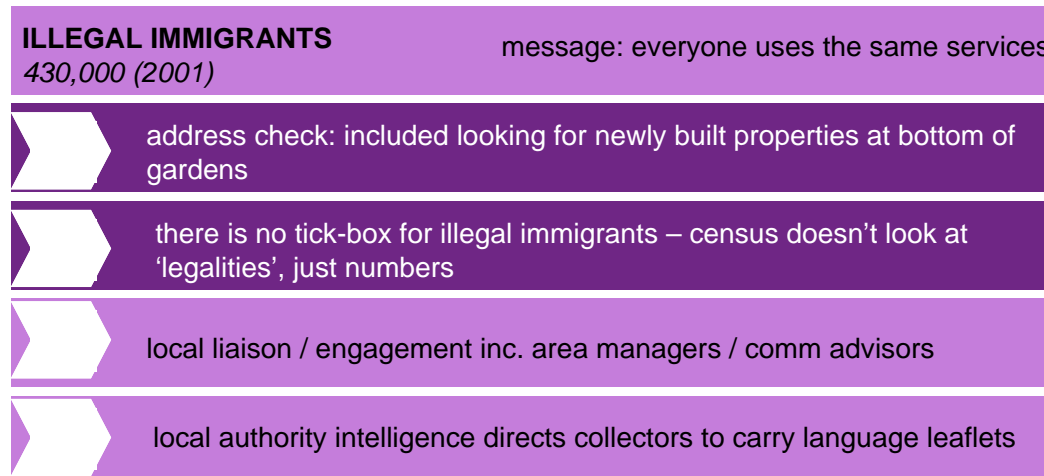 ILLEGAL IMMIGRANTS
430,000 (2001)
message: everyone uses the same services
address check: included looking for newly built properties at bottom of
gardens
there is no tick-box for illegal immigrants – census doesn’t look at
‘legalities’, just numbers
local liaison / engagement inc. area managers / comm advisors
local authority intelligence directs collectors to carry language leaflets